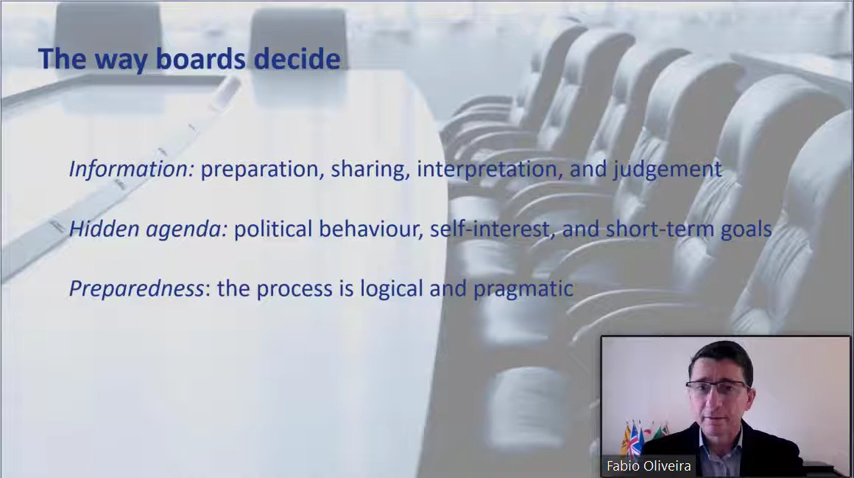 The way boards decide
Information: preparation, sharing, interpretation, and judgement
Hidden agenda: political behaviour, self-interest, and short-term goals
Preparedness: the process is logical and pragmatic
Fabio Oliveira